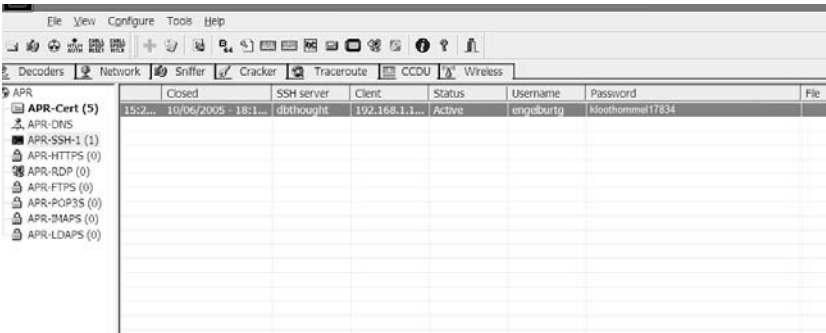 File View Configure Tools Help
Decoders Network Sniffer Cracker Traceroute CCDU Wireless
APR
APR-Cert (5)
APR-DNS
APR-SSH-1 (1)
APR-HTTPS (0)
APR-RDP (0)
APR-FTPS (0)
APR-POP3S (0)
APR-IMAPS (0)
APR-LDAPS (0)
Closed SSH server Client Status Username Password File
15:2... 10/06/2005 - 18:1... dbthought 192.168.1.1... Active engelburtg kloothommel17834